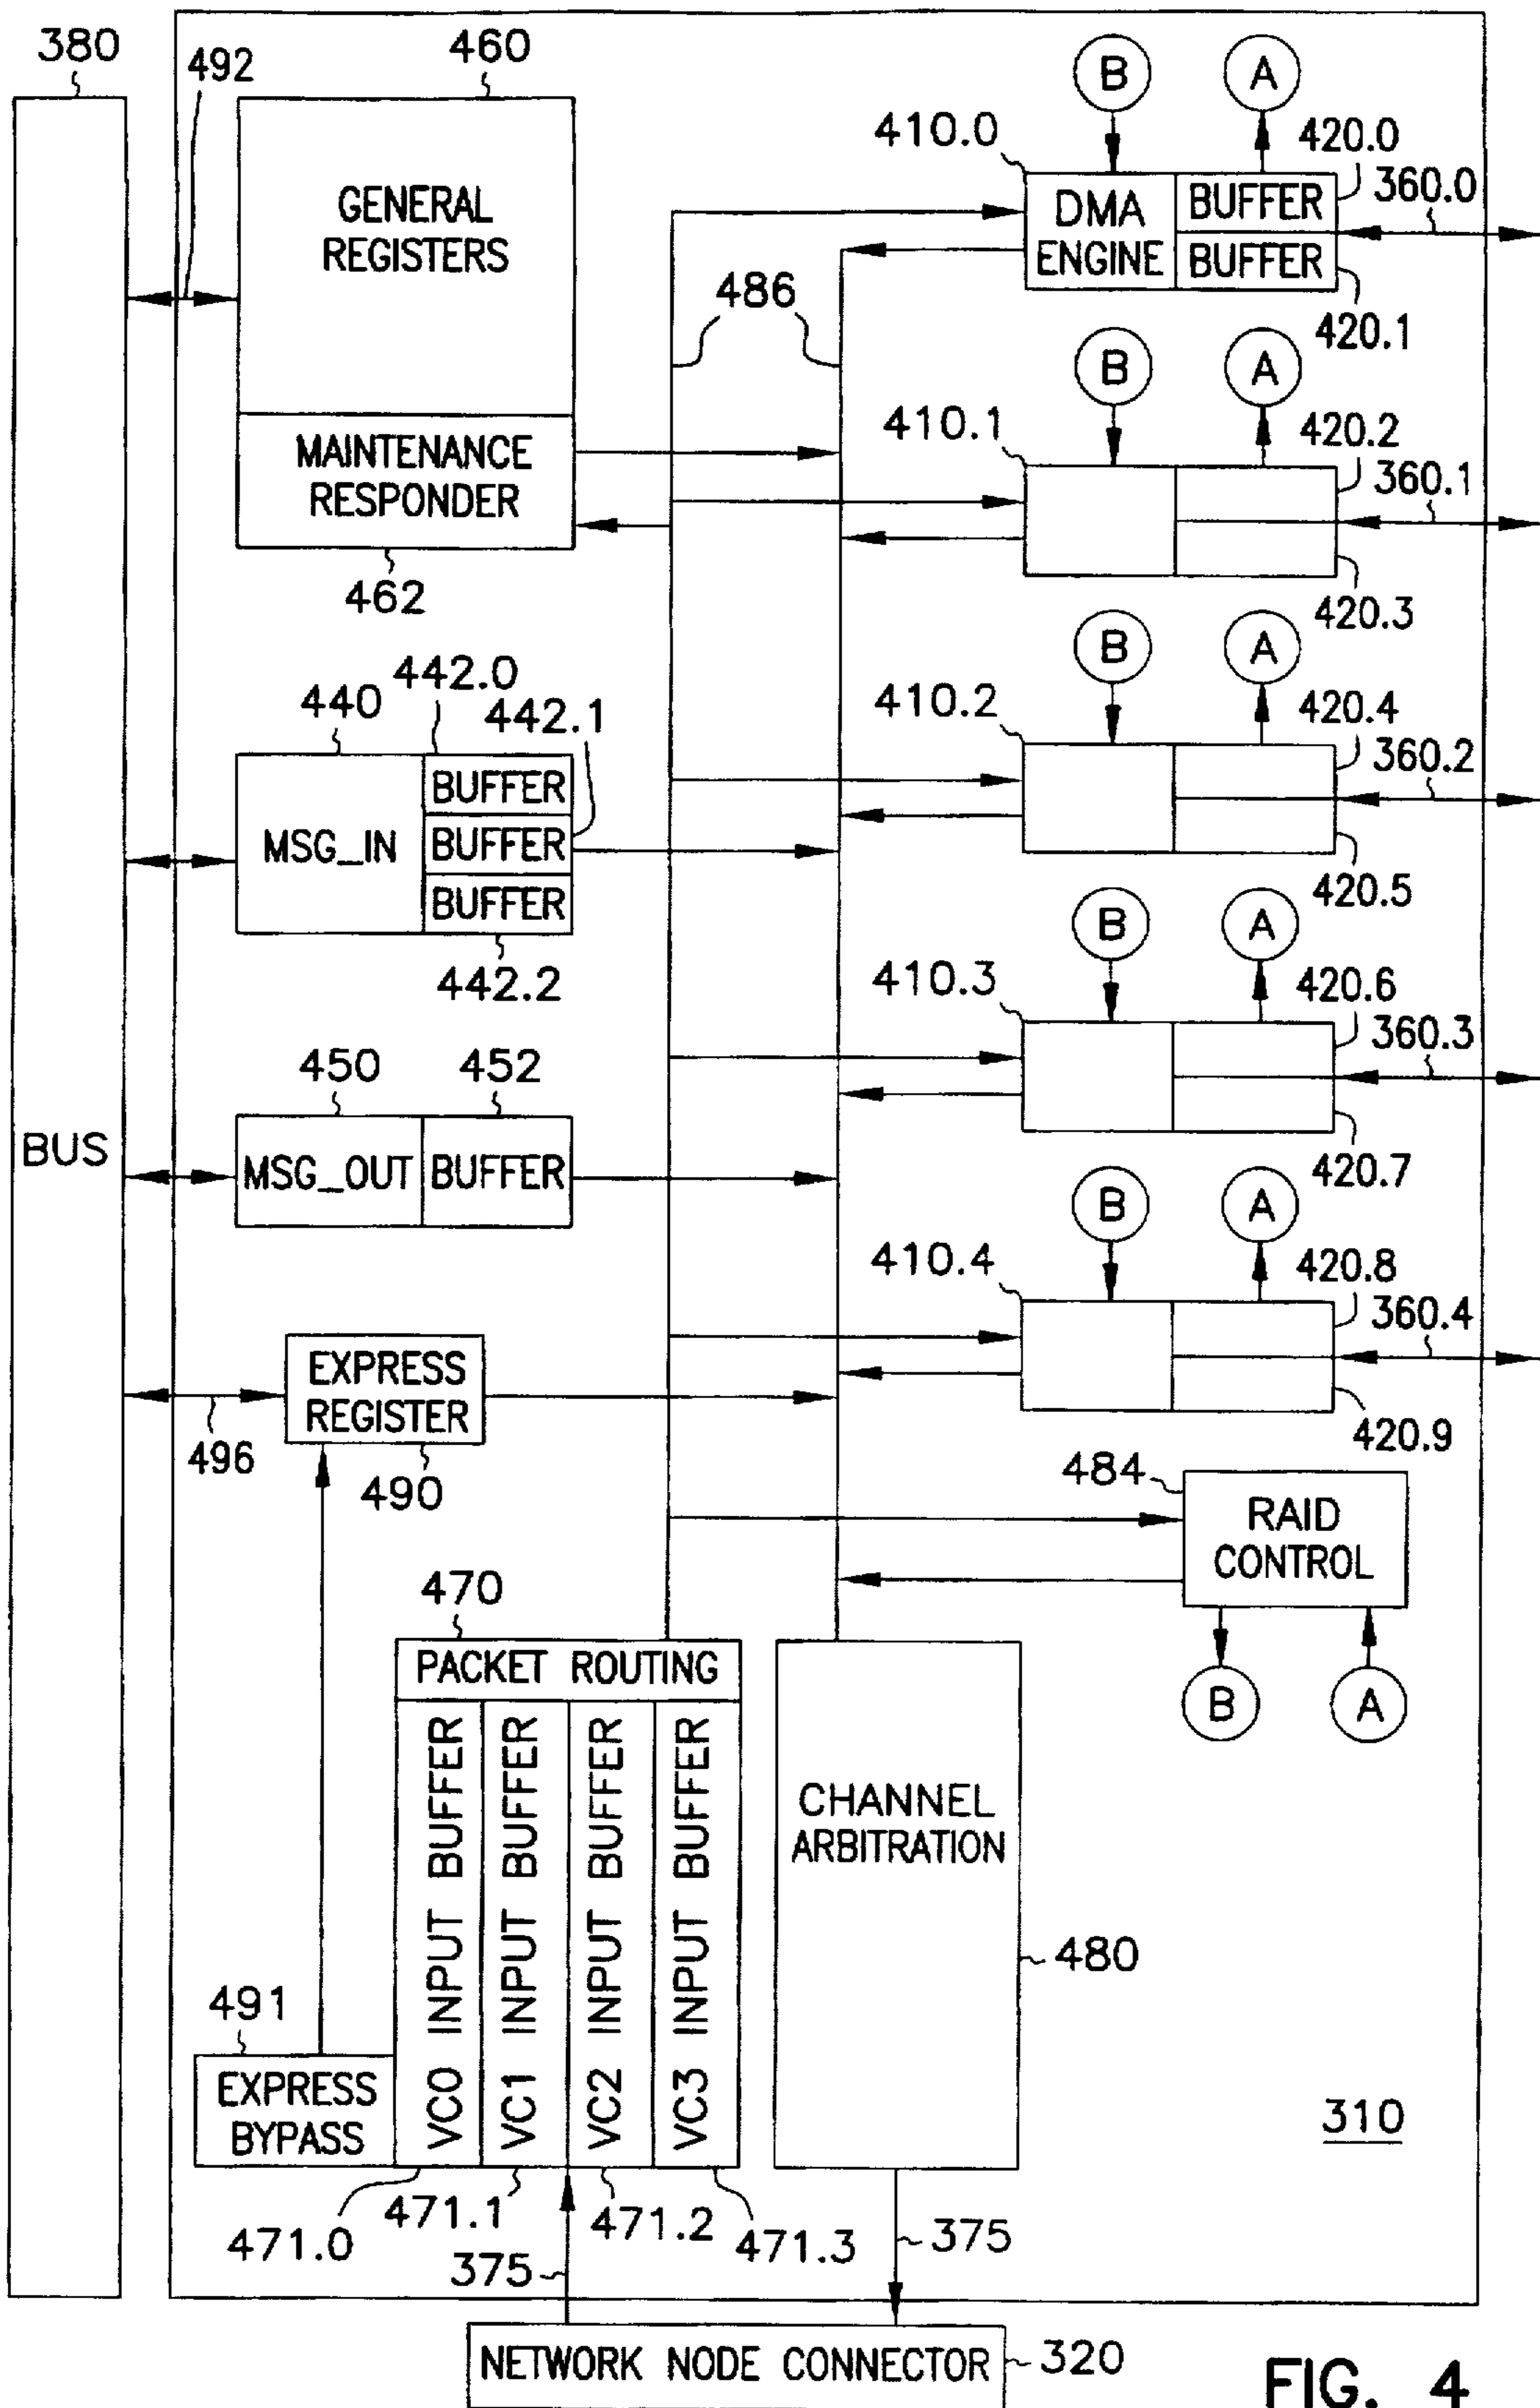 380
492
460
B
A
410.0
420.0
360.0
GENERAL
REGISTERS
DMA
ENGINE
BUFFER
BUFFER
486
420.1
B
A
410.1
420.2
360.1
MAINTENANCE
RESPONDER
462
420.3
B
A
440
442.0
442.1
410.2
420.4
360.2
MSG_IN
BUFFER
BUFFER
BUFFER
442.2
420.5
B
A
410.3
420.6
360.3
450
452
BUS
MSG_OUT
BUFFER
420.7
B
A
410.4
420.8
360.4
EXPRESS
REGISTER
496
490
420.9
484
RAID
CONTROL
470
PACKET ROUTING
B
A
VC0 INPUT BUFFER
VC1 INPUT BUFFER
VC2 INPUT BUFFER
VC3 INPUT BUFFER
CHANNEL
ARBITRATION
480
491
EXPRESS
BYPASS
310
471.0
471.1
471.2
471.3
375
375
NETWORK NODE CONNECTOR
320
FIG. 4